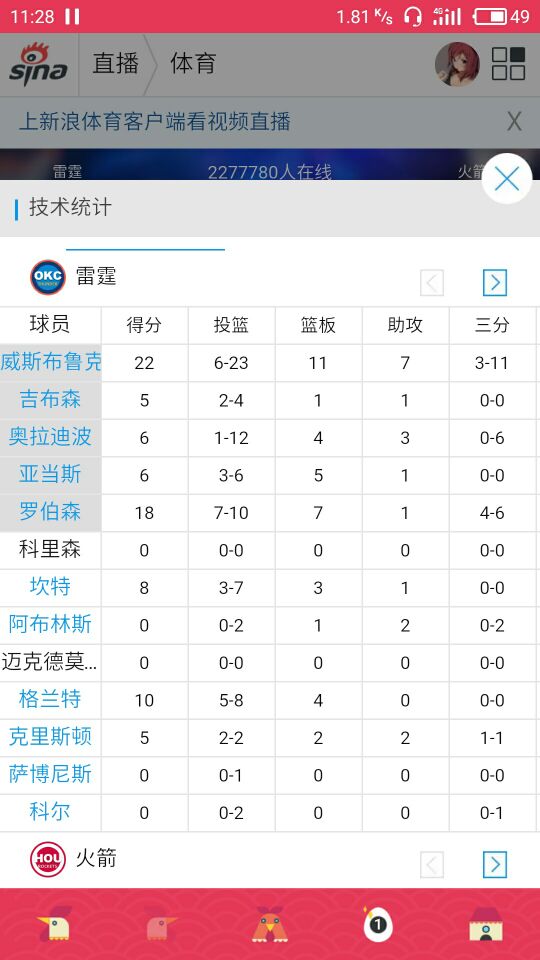 11:28 1.81 K/s 4G 49
sina 直播 体育
上新浪体育客户端看视频直播 X
雷霆 2277780人在线 火箭
技术统计
OKC THUNDER 雷霆
球员 得分 投篮 篮板 助攻 三分
威斯布鲁克 22 6-23 11 7 3-11
吉布森 5 2-4 1 1 0-0
奥拉迪波 6 1-12 4 3 0-6
亚当斯 6 3-6 5 1 0-0
罗伯森 18 7-10 7 1 4-6
科里森 0 0-0 0 0 0-0
坎特 8 3-7 3 1 0-0
阿布林斯 0 0-2 1 2 0-2
迈克德莫... 0 0-0 0 0 0-0
格兰特 10 5-8 4 0 0-0
克里斯顿 5 2-2 2 2 1-1
萨博尼斯 0 0-1 0 0 0-0
科尔 0 0-2 0 0 0-1
HOU ROCKETS 火箭
1